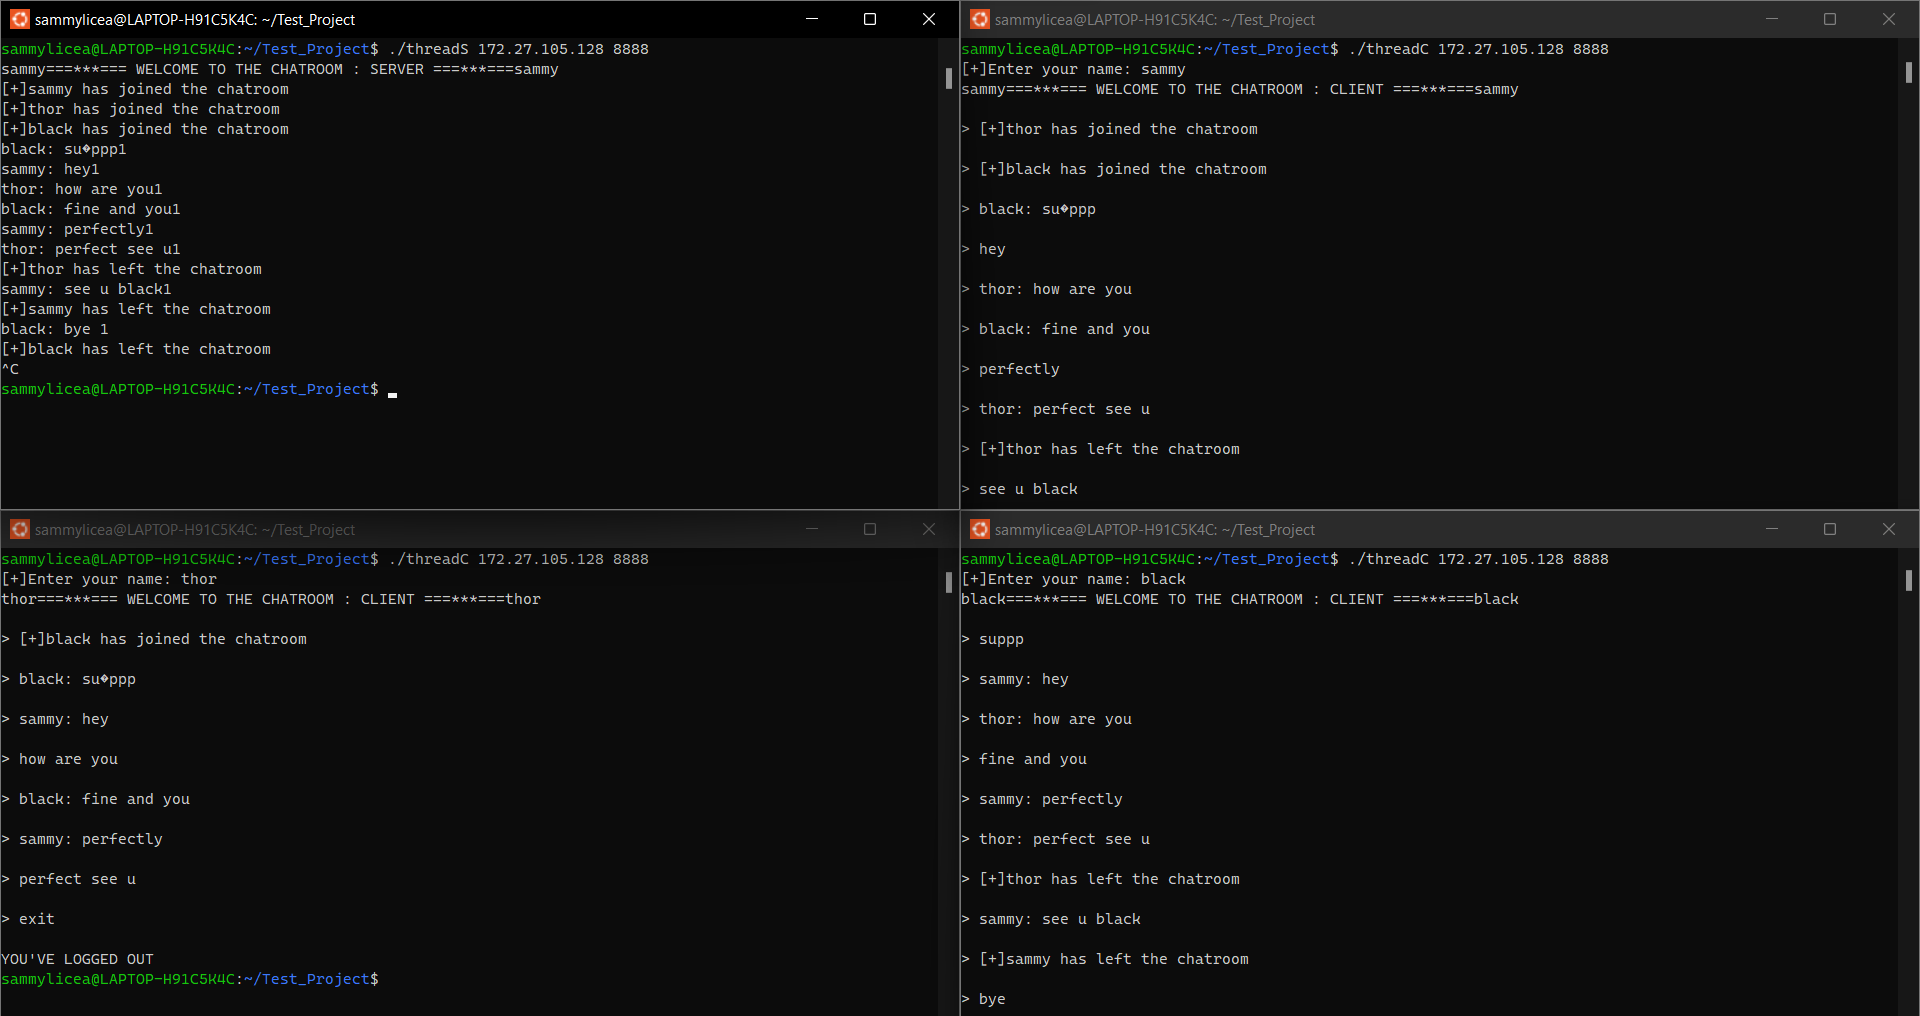 sammylicea@LAPTOP-H91C5K4C: ~/Test_Project
sammylicea@LAPTOP-H91C5K4C:~/Test_Project$ ./threadS 172.27.105.128 8888
sammy===***=== WELCOME TO THE CHATROOM : SERVER ===***===sammy
[+]sammy has joined the chatroom
[+]thor has joined the chatroom
[+]black has joined the chatroom
black: su�ppp1
sammy: hey1
thor: how are you1
black: fine and you1
sammy: perfectly1
thor: perfect see u1
[+]thor has left the chatroom
sammy: see u black1
[+]sammy has left the chatroom
black: bye 1
[+]black has left the chatroom
^C
sammylicea@LAPTOP-H91C5K4C:~/Test_Project$
sammylicea@LAPTOP-H91C5K4C: ~/Test_Project
sammylicea@LAPTOP-H91C5K4C:~/Test_Project$ ./threadC 172.27.105.128 8888
[+]Enter your name: sammy
sammy===***=== WELCOME TO THE CHATROOM : CLIENT ===***===sammy
> [+]thor has joined the chatroom
> [+]black has joined the chatroom
> black: su�ppp
> hey
> thor: how are you
> black: fine and you
> perfectly
> thor: perfect see u
> [+]thor has left the chatroom
> see u black
sammylicea@LAPTOP-H91C5K4C: ~/Test_Project
sammylicea@LAPTOP-H91C5K4C:~/Test_Project$ ./threadC 172.27.105.128 8888
[+]Enter your name: thor
thor===***=== WELCOME TO THE CHATROOM : CLIENT ===***===thor
> [+]black has joined the chatroom
> black: su�ppp
> sammy: hey
> how are you
> black: fine and you
> sammy: perfectly
> perfect see u
> exit
YOU'VE LOGGED OUT
sammylicea@LAPTOP-H91C5K4C:~/Test_Project$
sammylicea@LAPTOP-H91C5K4C: ~/Test_Project
sammylicea@LAPTOP-H91C5K4C:~/Test_Project$ ./threadC 172.27.105.128 8888
[+]Enter your name: black
black===***=== WELCOME TO THE CHATROOM : CLIENT ===***===black
> suppp
> sammy: hey
> thor: how are you
> fine and you
> sammy: perfectly
> thor: perfect see u
> [+]thor has left the chatroom
> sammy: see u black
> [+]sammy has left the chatroom
> bye